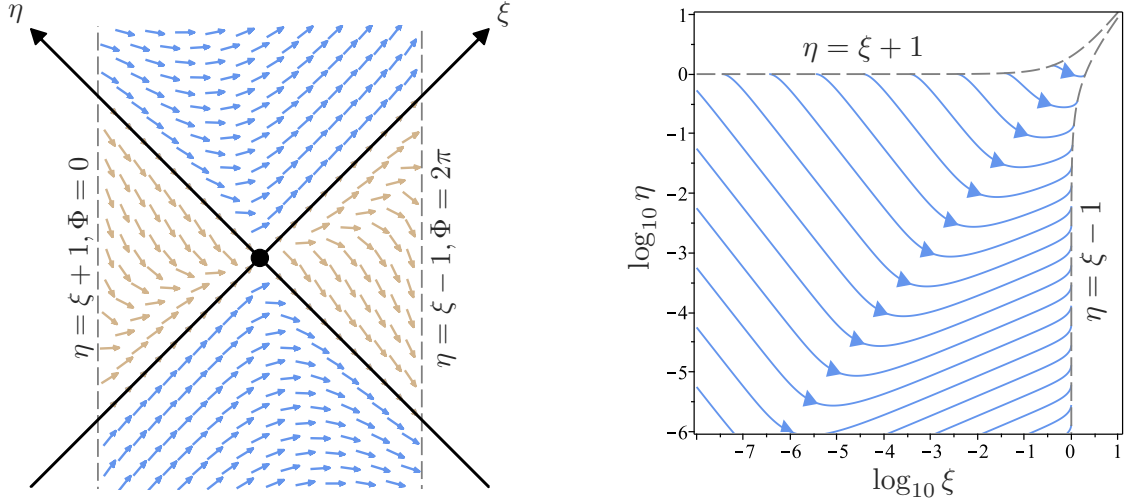 η
ξ
η = ξ + 1, Φ = 0
η = ξ − 1, Φ = 2π
1
0
−1
−2
−3
−4
−5
−6
log₁₀ η
η = ξ + 1
η = ξ − 1
−7 −6 −5 −4 −3 −2 −1 0 1
log₁₀ ξ